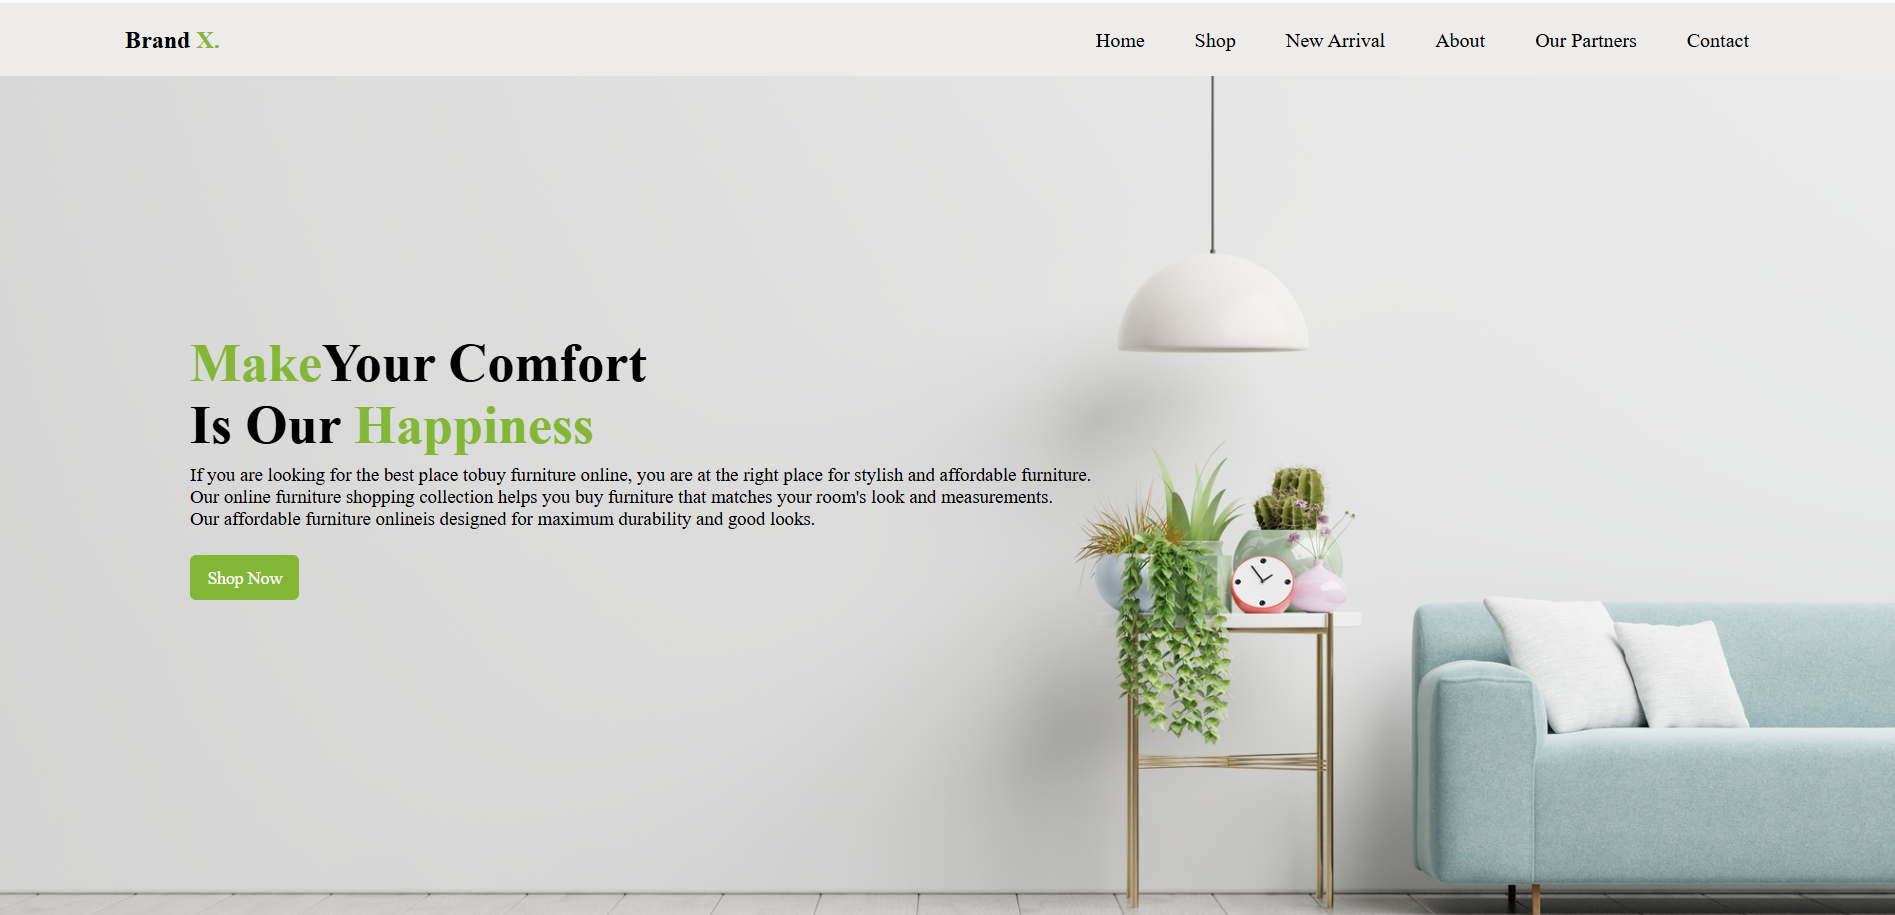 Brand X.
Home Shop New Arrival About Our Partners Contact
MakeYour Comfort
Is Our Happiness
If you are looking for the best place tobuy furniture online, you are at the right place for stylish and affordable furniture.
Our online furniture shopping collection helps you buy furniture that matches your room's look and measurements.
Our affordable furniture onlineis designed for maximum durability and good looks.
Shop Now